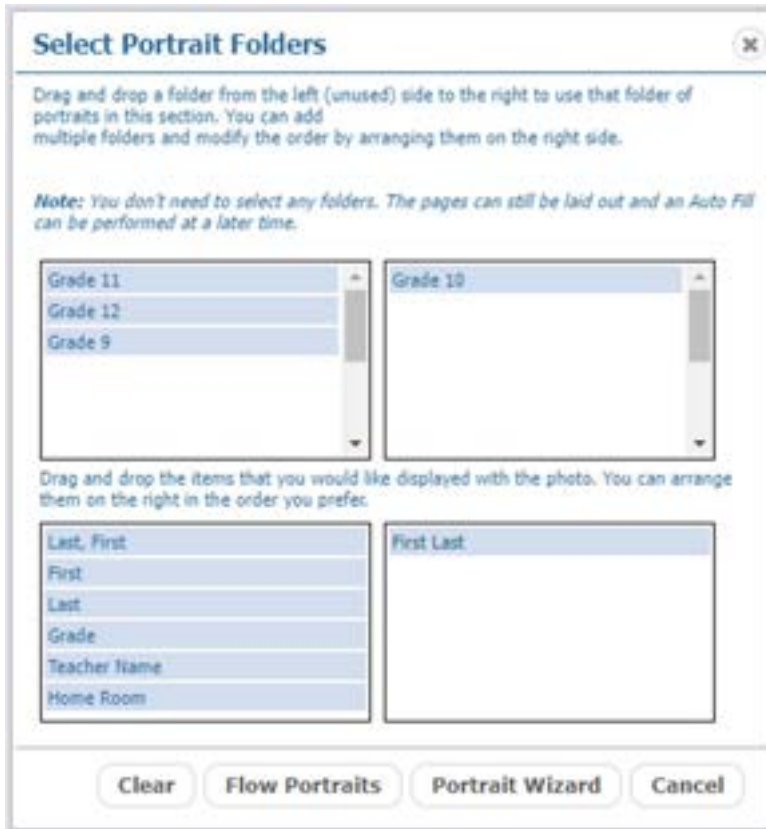 Select Portrait Folders
Drag and drop a folder from the left (unused) side to the right to use that folder of
portraits in this section. You can add
multiple folders and modify the order by arranging them on the right side.
Note: You don't need to select any folders. The pages can still be laid out and an Auto Fill
can be performed at a later time.
Grade 11
Grade 12
Grade 9
Grade 10
Drag and drop the items that you would like displayed with the photo. You can arrange
them on the right in the order you prefer.
Last, First
First
Last
Grade
Teacher Name
Home Room
First Last
Clear
Flow Portraits
Portrait Wizard
Cancel